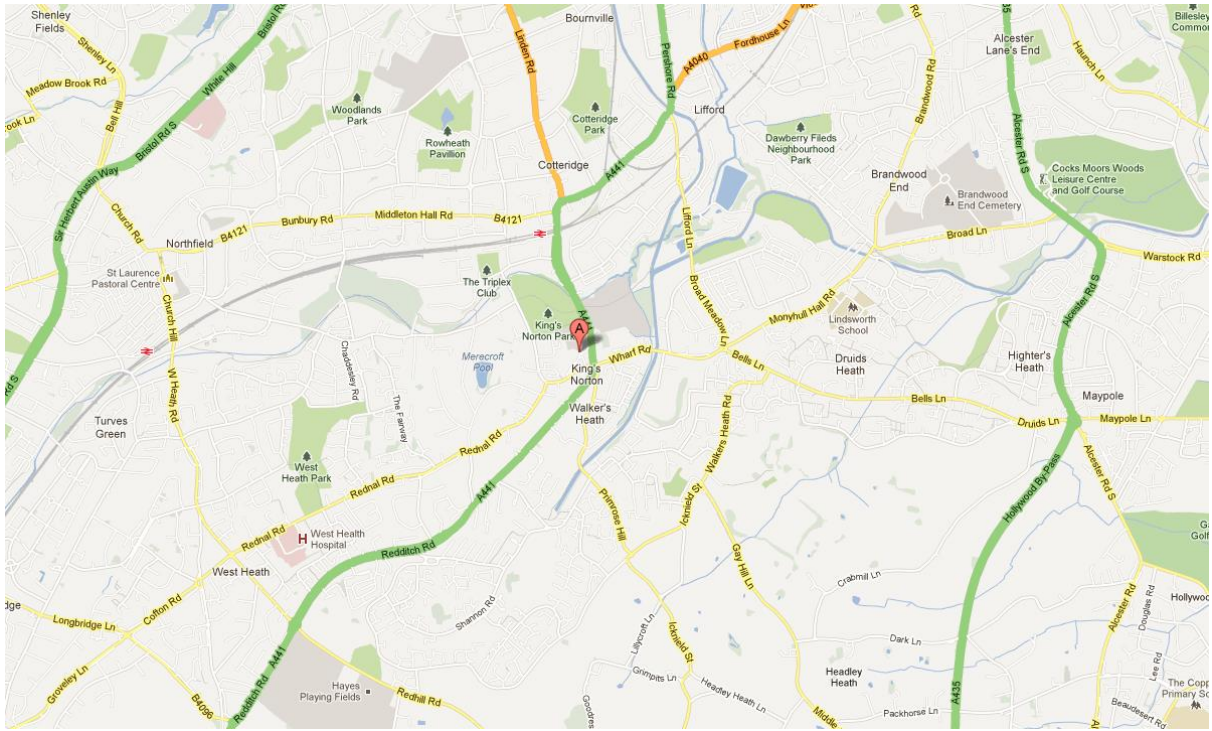 Shenley
Fields
Bristol Rd
Bournville
Fordhouse Ln
Billesley
Common
Shenley Ln
White Hill
Linden Rd
Pershore Rd
A4040
Alcester
Lane's End
Haunch Ln
Meadow Brook Rd
Bell Hill
Bristol Rd S
Woodlands
Park
Rowheath
Pavillion
Cotteridge
Park
Lifford
Dawberry Fileds
Neighbourhood
Park
Brandwood Rd
Alcester Rd S
Cotteridge
A441
Brandwood
End
Brandwood
End Cemetery
Cocks Moors Woods
Leisure Centre
and Golf Course
Sir Herbert Austin Way
Church Rd
Northfield
B4121
Bunbury Rd
Middleton Hall Rd
B4121
Lifford Ln
Broad Ln
Warstock Rd
St Laurence
Pastoral Centre
The Triplex
Club
Church Hill
King's
Norton Park
A441
A
Broad Meadow Ln
Monyhull Hall Rd
Lindsworth
School
Alcester Rd S
Rd S
Chaddesley Rd
Merecroft
Pool
King's
Norton
Wharf Rd
Bells Ln
Druids
Heath
Highter's
Heath
W Heath Rd
Turves
Green
The Fairway
Walker's
Heath
Bells Ln
Maypole
Druids Ln
Maypole Ln
Rednal Rd
Walkers Heath Rd
West
Heath Park
Rednal Rd
A441
Primrose Hill
Icknield St
Hollywood By-Pass
Alcester Rd S
Rednal Rd
H
West Health
Hospital
Redditch Rd
West Heath
Gay Hill Ln
Crabmill Ln
Cofton Rd
Longbridge Ln
Shannon Rd
Lillycroft Ln
Icknield St
Dark Ln
Alcester Rd
Douglas Rd
Groveley Ln
A441
Redditch Rd
B4096
Hayes
Playing Fields
Redhill Rd
Grimpits Ln
Headley Heath Ln
Headley
Heath
Lee Rd
Packhorse Ln
A435
Beaudesert Rd